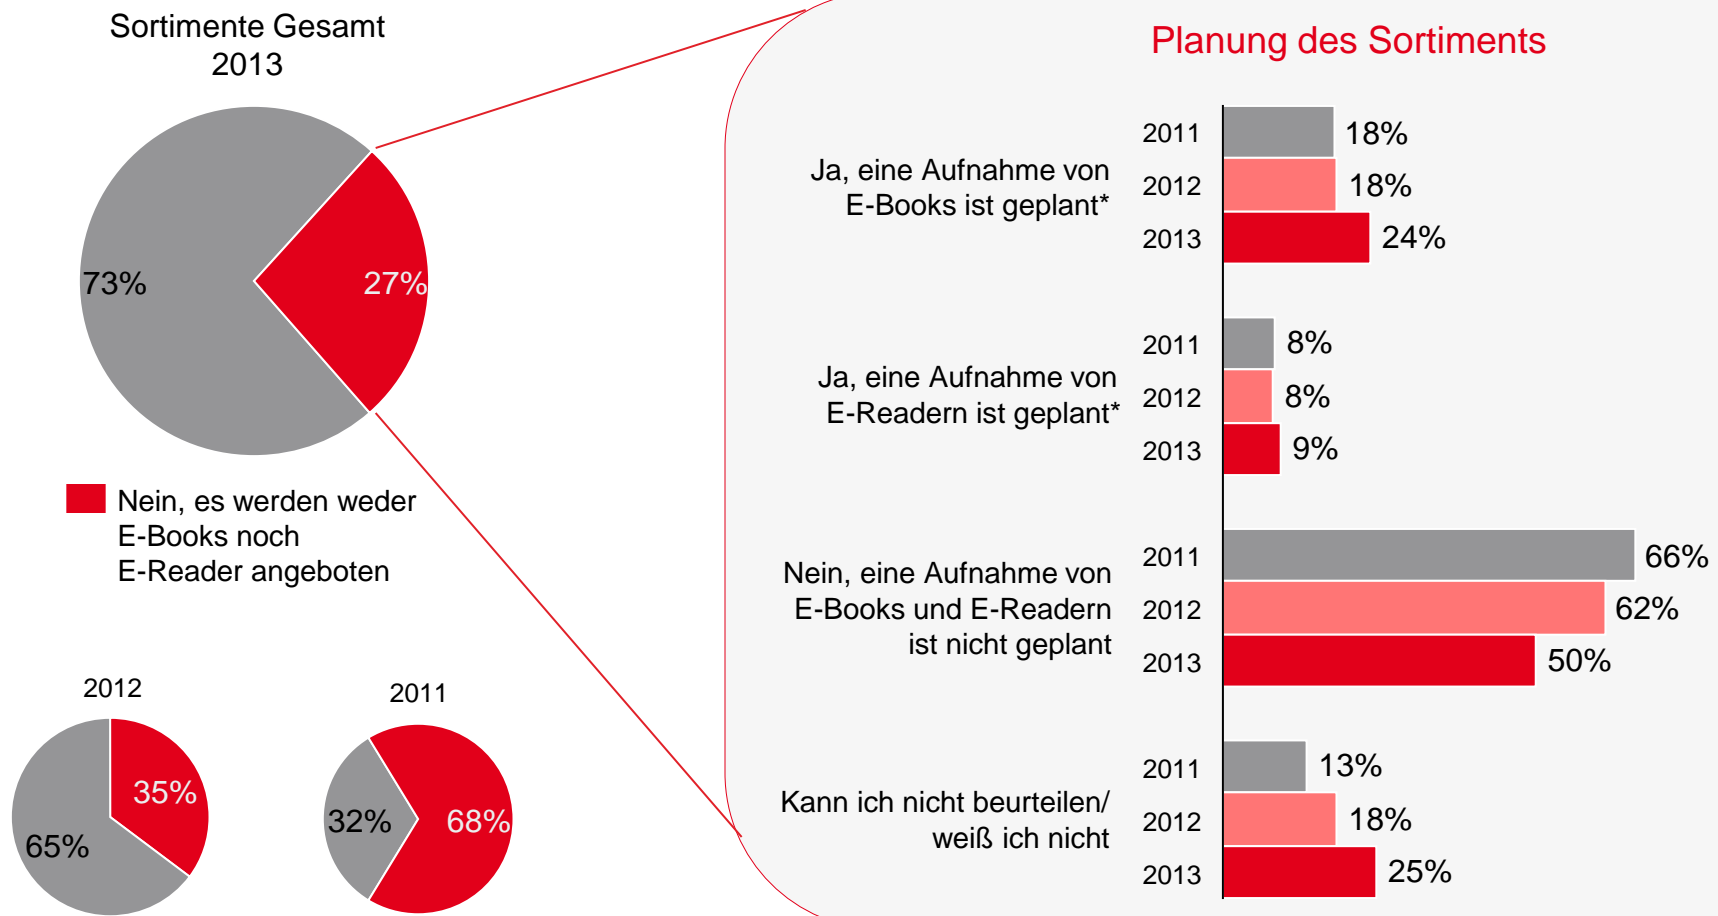 Sortimente Gesamt
2013
73%
27%
Nein, es werden weder
E-Books noch
E-Reader angeboten
2012
35%
65%
2011
32%
68%
Planung des Sortiments
Ja, eine Aufnahme von
E-Books ist geplant*
2011
18%
2012
18%
2013
24%
Ja, eine Aufnahme von
E-Readern ist geplant*
2011
8%
2012
8%
2013
9%
Nein, eine Aufnahme von
E-Books und E-Readern
ist nicht geplant
2011
66%
2012
62%
2013
50%
Kann ich nicht beurteilen/
weiß ich nicht
2011
13%
2012
18%
2013
25%